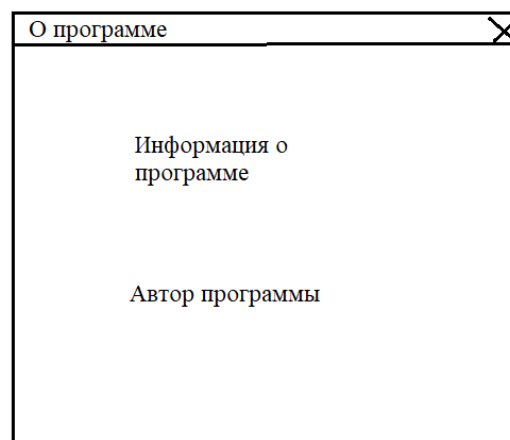 О программе
Информация о
программе
Автор программы